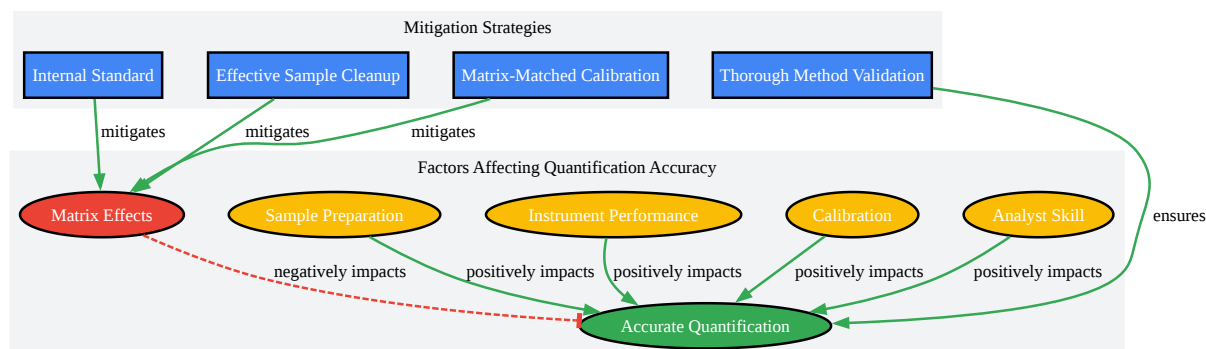 Mitigation Strategies
Internal Standard
Effective Sample Cleanup
Matrix-Matched Calibration
Thorough Method Validation
mitigates
mitigates
mitigates
Factors Affecting Quantification Accuracy
Matrix Effects
Sample Preparation
Instrument Performance
Calibration
Analyst Skill
ensures
negatively impacts
positively impacts
positively impacts
positively impacts
positively impacts
Accurate Quantification